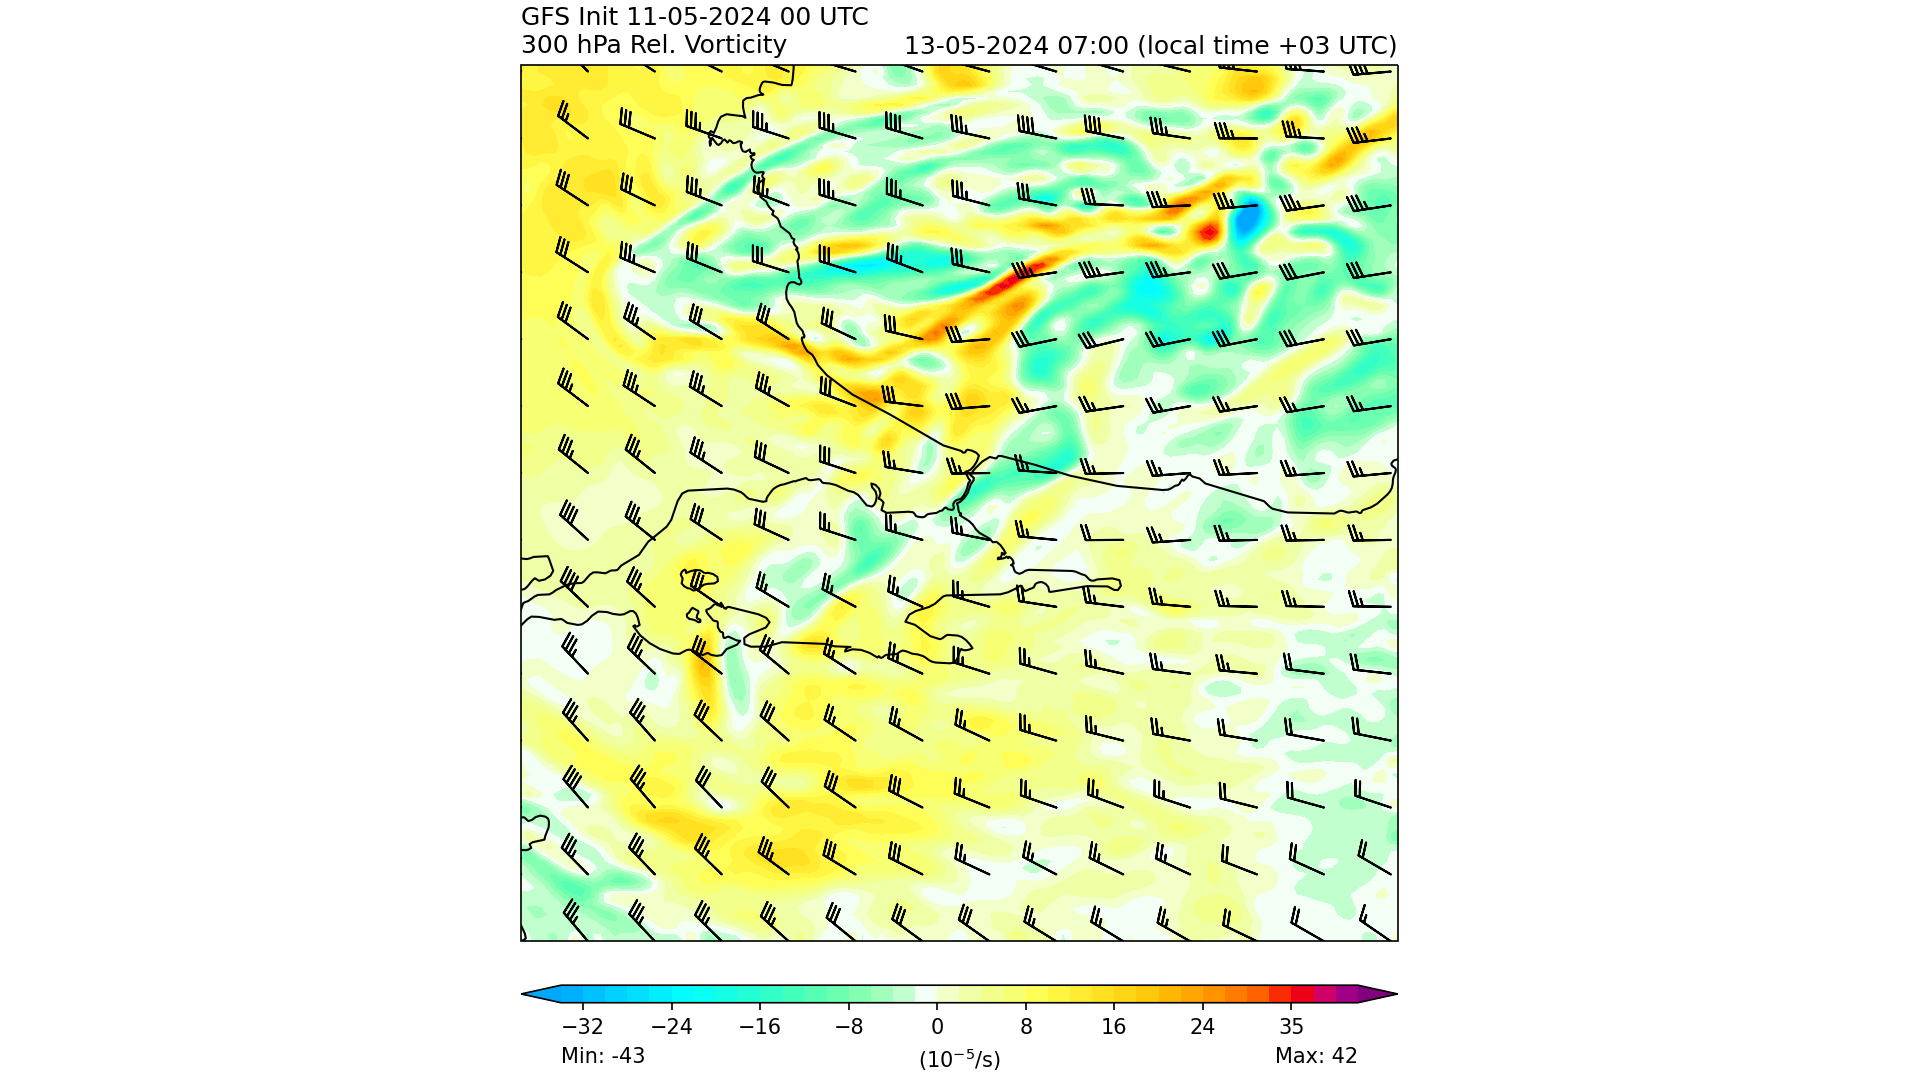 GFS Init 11-05-2024 00 UTC
300 hPa Rel. Vorticity 13-05-2024 07:00 (local time +03 UTC)
−32 −24 −16 −8 0 8 16 24 35
Min: -43 (10⁻⁵/s) Max: 42